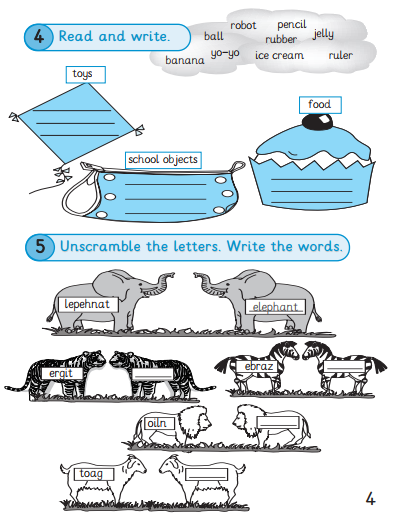 4 Read and write.
robot pencil
ball rubber jelly
banana yo-yo ice cream ruler
toys
food
school objects
5 Unscramble the letters. Write the words.
lepehnat elephant
ergit ebraz
oiln
toag
4